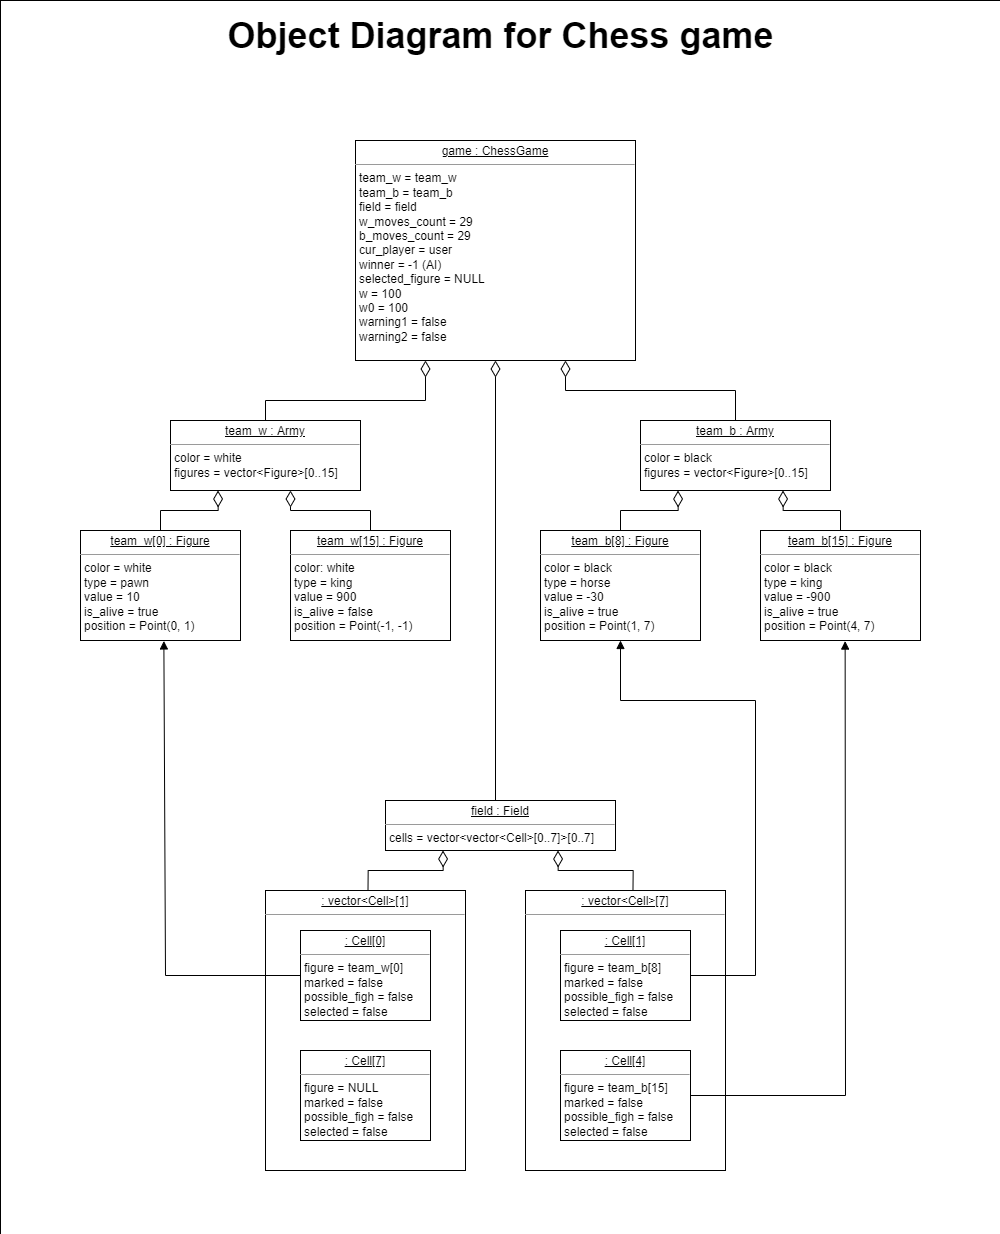 Object Diagram for Chess game
game : ChessGame
team_w = team_w
team_b = team_b
field = field
w_moves_count = 29
b_moves_count = 29
cur_player = user
winner = -1 (AI)
selected_figure = NULL
w = 100
w0 = 100
warning1 = false
warning2 = false
team_w : Army
color = white
figures = vector<Figure>[0..15]
team_b : Army
color = black
figures = vector<Figure>[0..15]
team_w[0] : Figure
color = white
type = pawn
value = 10
is_alive = true
position = Point(0, 1)
team_w[15] : Figure
color: white
type = king
value = 900
is_alive = false
position = Point(-1, -1)
team_b[8] : Figure
color = black
type = horse
value = -30
is_alive = true
position = Point(1, 7)
team_b[15] : Figure
color = black
type = king
value = -900
is_alive = true
position = Point(4, 7)
field : Field
cells = vector<vector<Cell>[0..7]>[0..7]
: vector<Cell>[1]
: Cell[0]
figure = team_w[0]
marked = false
possible_figh = false
selected = false
: Cell[7]
figure = NULL
marked = false
possible_figh = false
selected = false
: vector<Cell>[7]
: Cell[1]
figure = team_b[8]
marked = false
possible_figh = false
selected = false
: Cell[4]
figure = team_b[15]
marked = false
possible_figh = false
selected = false